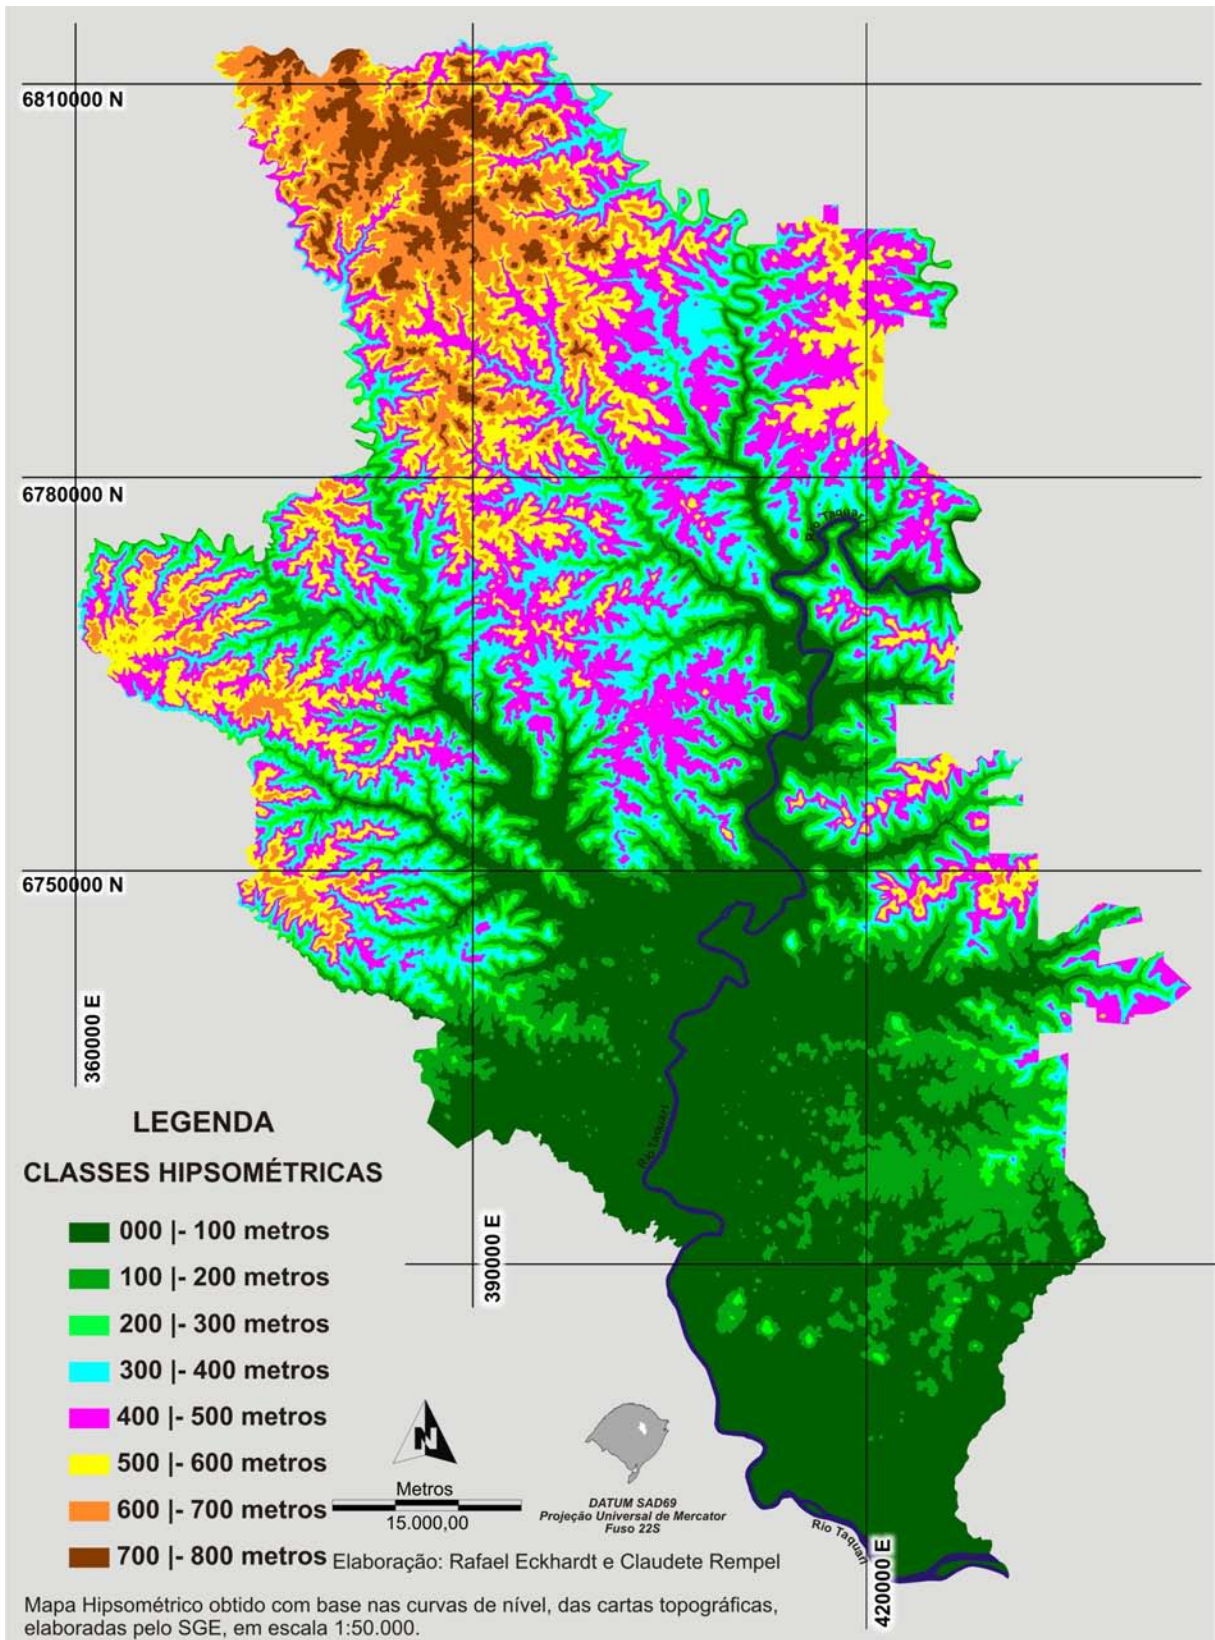 6810000 N
6780000 N
Rio Taquari
6750000 N
360000 E
Rio Taquari
390000 E
LEGENDA
CLASSES HIPSOMÉTRICAS
000 |- 100 metros
100 |- 200 metros
200 |- 300 metros
300 |- 400 metros
400 |- 500 metros
500 |- 600 metros
600 |- 700 metros
700 |- 800 metros
N
Metros
15.000,00
DATUM SAD69
Projeção Universal de Mercator
Fuso 22S
Rio Taquari
420000 E
Elaboração: Rafael Eckhardt e Claudete Rempel
Mapa Hipsométrico obtido com base nas curvas de nível, das cartas topográficas,
elaboradas pelo SGE, em escala 1:50.000.